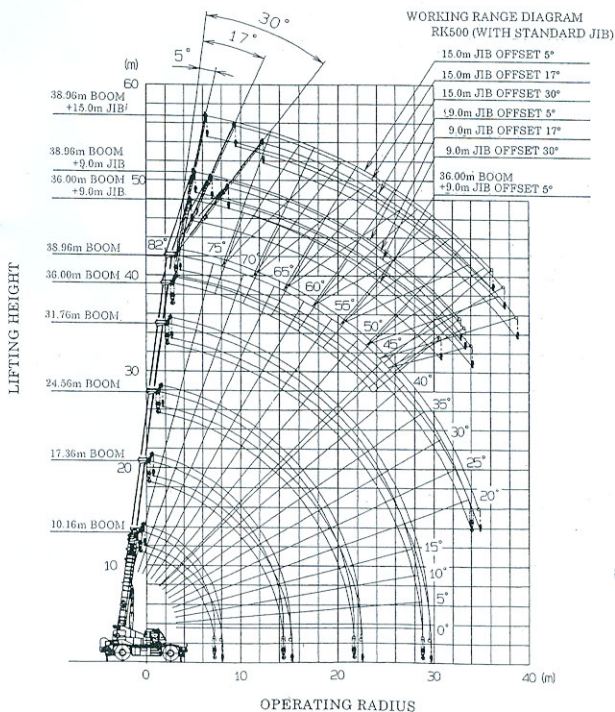 WORKING RANGE DIAGRAM
RK500 (WITH STANDARD JIB)
30°
17°
5°
15.0m JIB OFFSET 5°
15.0m JIB OFFSET 17°
15.0m JIB OFFSET 30°
9.0m JIB OFFSET 5°
9.0m JIB OFFSET 17°
9.0m JIB OFFSET 30°
36.00m BOOM
+9.0m JIB OFFSET 5°
(m)
60
38.96m BOOM
+15.0m JIB
38.96m BOOM
+9.0m JIB
50
36.00m BOOM
+9.0m JIB
38.96m BOOM
82°
75°
70°
65°
60°
55°
50°
45°
40°
35°
30°
25°
20°
15°
10°
5°
0°
40
36.00m BOOM
31.76m BOOM
30
24.56m BOOM
17.36m BOOM
20
10.16m BOOM
10
LIFTING HEIGHT
0
10
20
30
40 (m)
OPERATING RADIUS